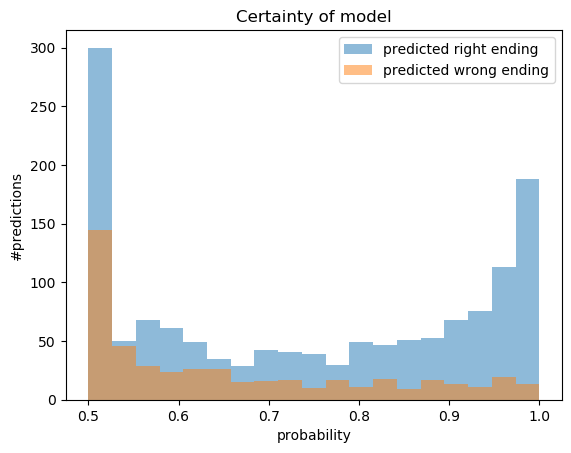 Certainty of model
predicted right ending
predicted wrong ending
#predictions
300
250
200
150
100
50
0
0.5 0.6 0.7 0.8 0.9 1.0
probability